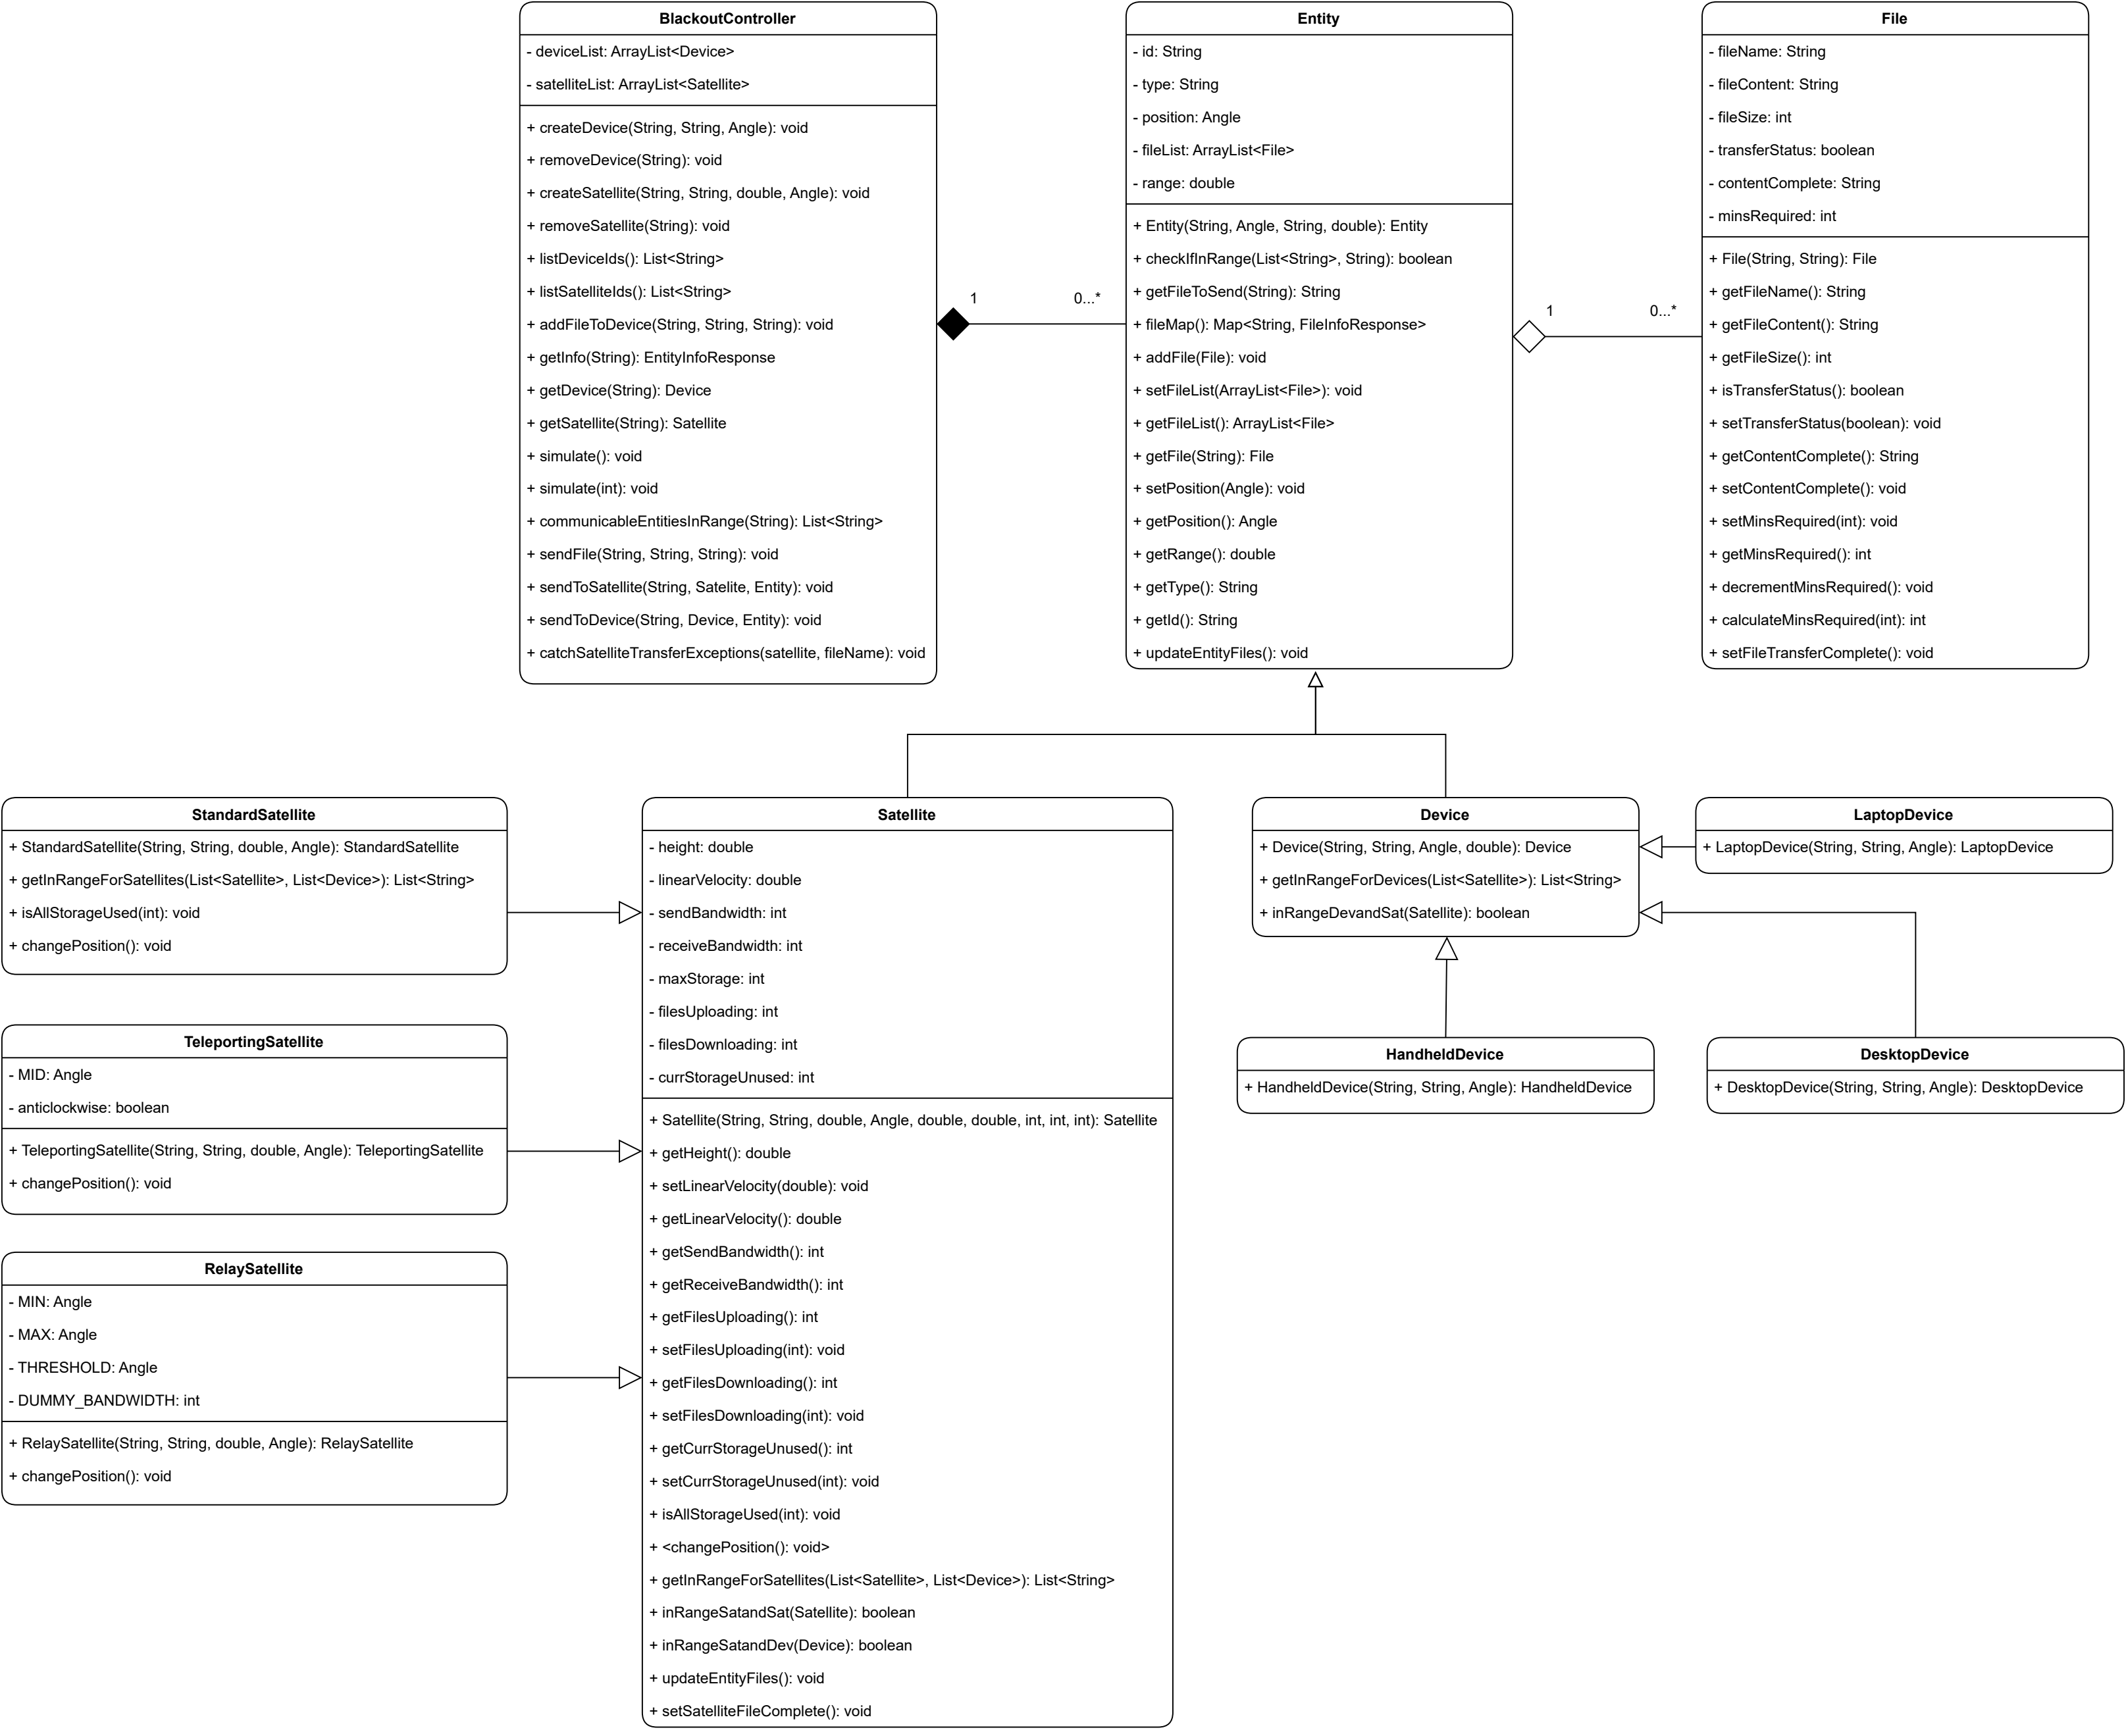 BlackoutController
- deviceList: ArrayList<Device>
- satelliteList: ArrayList<Satellite>
+ createDevice(String, String, Angle): void
+ removeDevice(String): void
+ createSatellite(String, String, double, Angle): void
+ removeSatellite(String): void
+ listDeviceIds(): List<String>
+ listSatelliteIds(): List<String>
+ addFileToDevice(String, String, String): void
+ getInfo(String): EntityInfoResponse
+ getDevice(String): Device
+ getSatellite(String): Satellite
+ simulate(): void
+ simulate(int): void
+ communicableEntitiesInRange(String): List<String>
+ sendFile(String, String, String): void
+ sendToSatellite(String, Satelite, Entity): void
+ sendToDevice(String, Device, Entity): void
+ catchSatelliteTransferExceptions(satellite, fileName): void
1
0...*
Entity
- id: String
- type: String
- position: Angle
- fileList: ArrayList<File>
- range: double
+ Entity(String, Angle, String, double): Entity
+ checkIfInRange(List<String>, String): boolean
+ getFileToSend(String): String
+ fileMap(): Map<String, FileInfoResponse>
+ addFile(File): void
+ setFileList(ArrayList<File>): void
+ getFileList(): ArrayList<File>
+ getFile(String): File
+ setPosition(Angle): void
+ getPosition(): Angle
+ getRange(): double
+ getType(): String
+ getId(): String
+ updateEntityFiles(): void
1
0...*
File
- fileName: String
- fileContent: String
- fileSize: int
- transferStatus: boolean
- contentComplete: String
- minsRequired: int
+ File(String, String): File
+ getFileName(): String
+ getFileContent(): String
+ getFileSize(): int
+ isTransferStatus(): boolean
+ setTransferStatus(boolean): void
+ getContentComplete(): String
+ setContentComplete(): void
+ setMinsRequired(int): void
+ getMinsRequired(): int
+ decrementMinsRequired(): void
+ calculateMinsRequired(int): int
+ setFileTransferComplete(): void
StandardSatellite
+ StandardSatellite(String, String, double, Angle): StandardSatellite
+ getInRangeForSatellites(List<Satellite>, List<Device>): List<String>
+ isAllStorageUsed(int): void
+ changePosition(): void
TeleportingSatellite
- MID: Angle
- anticlockwise: boolean
+ TeleportingSatellite(String, String, double, Angle): TeleportingSatellite
+ changePosition(): void
RelaySatellite
- MIN: Angle
- MAX: Angle
- THRESHOLD: Angle
- DUMMY_BANDWIDTH: int
+ RelaySatellite(String, String, double, Angle): RelaySatellite
+ changePosition(): void
Satellite
- height: double
- linearVelocity: double
- sendBandwidth: int
- receiveBandwidth: int
- maxStorage: int
- filesUploading: int
- filesDownloading: int
- currStorageUnused: int
+ Satellite(String, String, double, Angle, double, double, int, int, int): Satellite
+ getHeight(): double
+ setLinearVelocity(double): void
+ getLinearVelocity(): double
+ getSendBandwidth(): int
+ getReceiveBandwidth(): int
+ getFilesUploading(): int
+ setFilesUploading(int): void
+ getFilesDownloading(): int
+ setFilesDownloading(int): void
+ getCurrStorageUnused(): int
+ setCurrStorageUnused(int): void
+ isAllStorageUsed(int): void
+ <changePosition(): void>
+ getInRangeForSatellites(List<Satellite>, List<Device>): List<String>
+ inRangeSatandSat(Satellite): boolean
+ inRangeSatandDev(Device): boolean
+ updateEntityFiles(): void
+ setSatelliteFileComplete(): void
Device
+ Device(String, String, Angle, double): Device
+ getInRangeForDevices(List<Satellite>): List<String>
+ inRangeDevandSat(Satellite): boolean
LaptopDevice
+ LaptopDevice(String, String, Angle): LaptopDevice
HandheldDevice
+ HandheldDevice(String, String, Angle): HandheldDevice
DesktopDevice
+ DesktopDevice(String, String, Angle): DesktopDevice